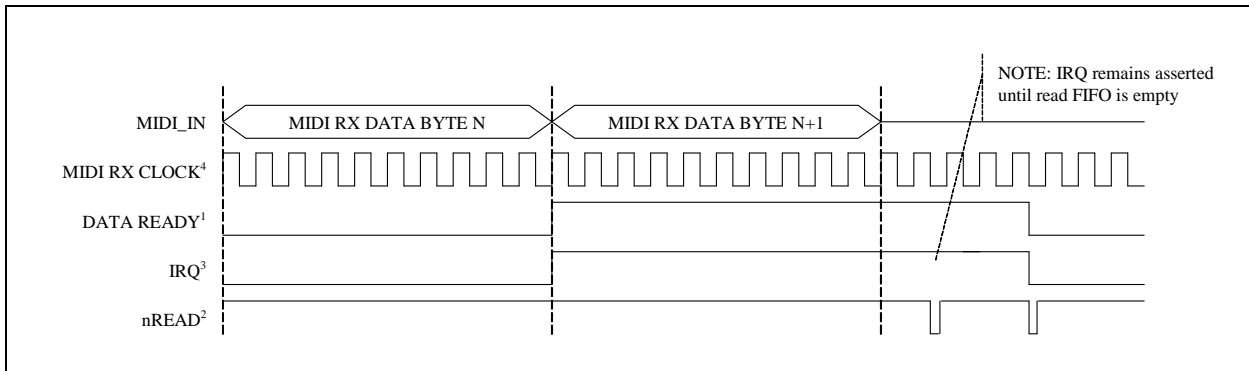 NOTE: IRQ remains asserted
until read FIFO is empty
MIDI_IN
MIDI RX DATA BYTE N
MIDI RX DATA BYTE N+1
MIDI RX CLOCK⁴
DATA READY¹
IRQ³
nREAD²